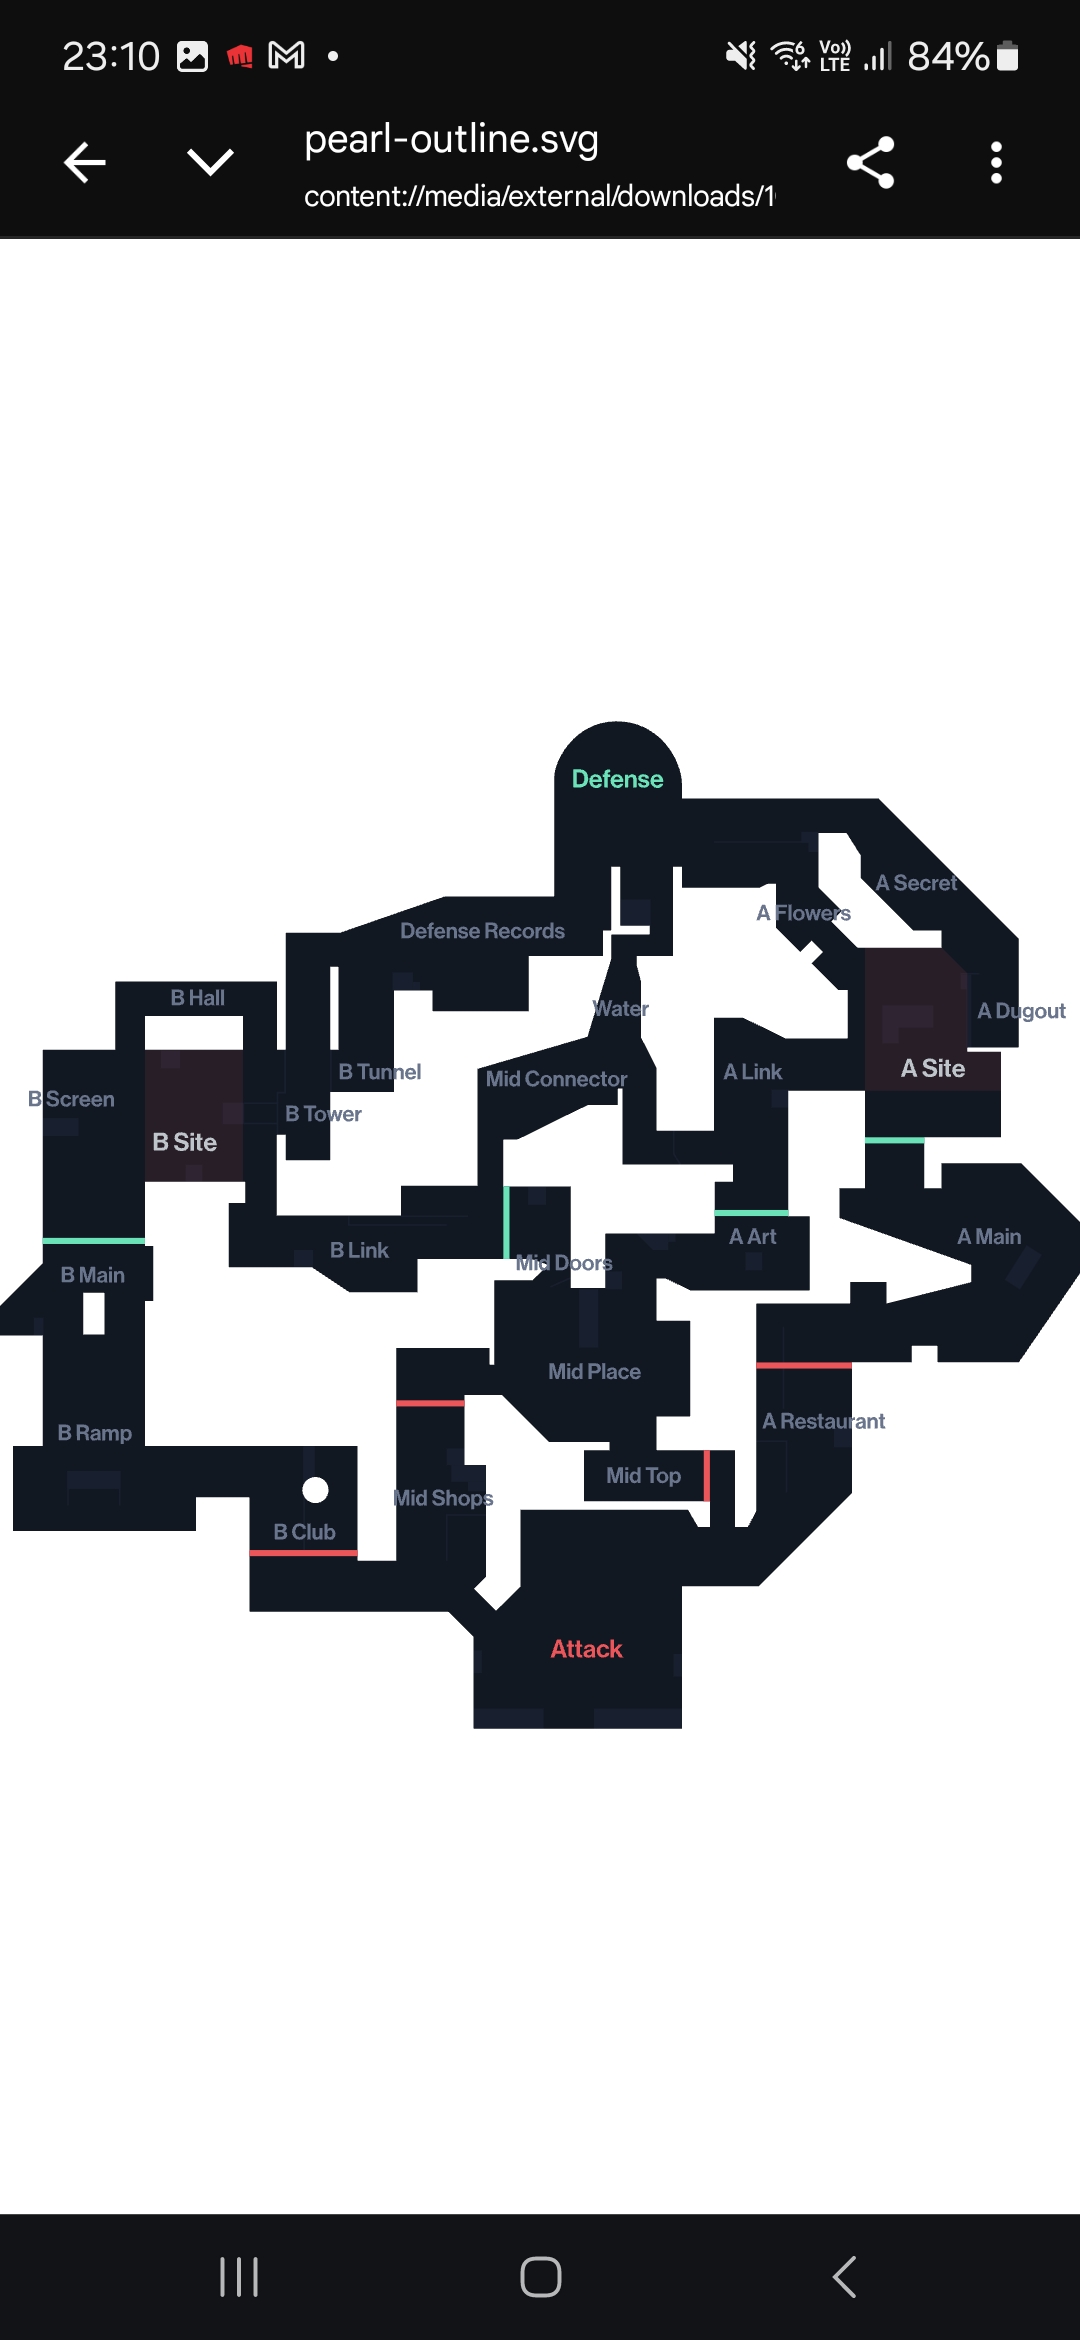 23:10
Vo))
LTE
84%
pearl-outline.svg
content://media/external/downloads/1
Defense
A Secret
A Flowers
Defense Records
B Hall
Water
A Dugout
B Tunnel
Mid Connector
A Link
A Site
B Screen
B Tower
B Site
A Art
A Main
B Link
Mid Doors
B Main
Mid Place
A Restaurant
B Ramp
Mid Top
Mid Shops
B Club
Attack